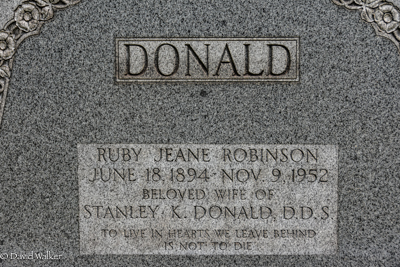 DONALD
RUBY JEANE ROBINSON
JUNE 18, 1894 - NOV. 9, 1952
BELOVED WIFE OF
STANLEY K. DONALD, D.D.S.
TO LIVE IN HEARTS WE LEAVE BEHIND
IS NOT TO DIE
© David Walker